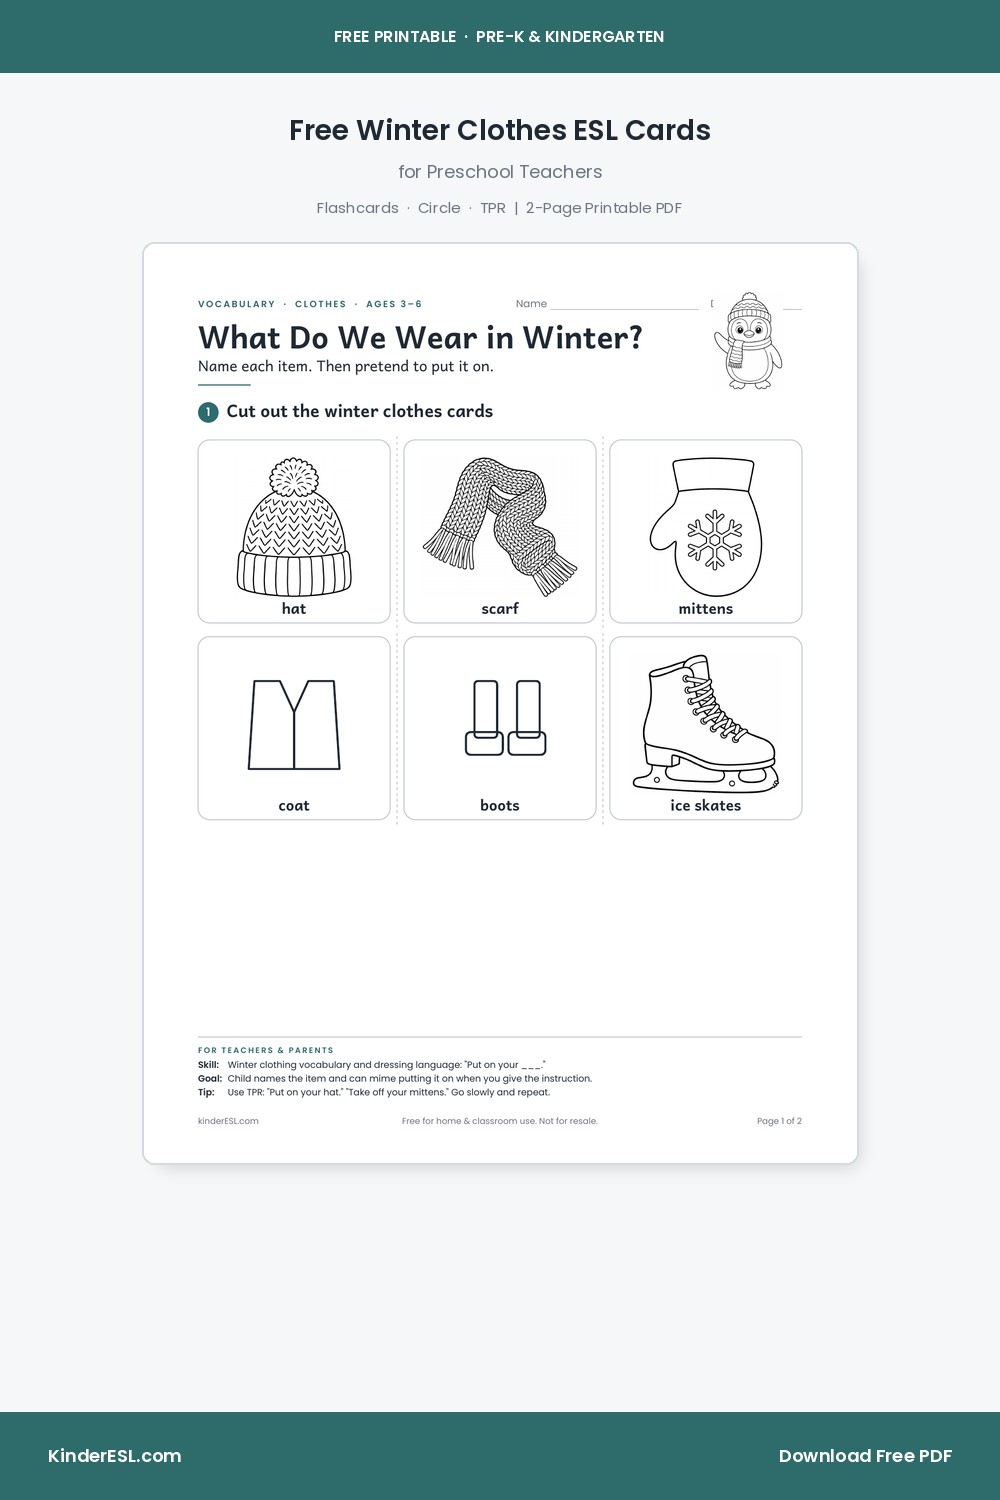 FREE PRINTABLE · PRE-K & KINDERGARTEN
Free Winter Clothes ESL Cards
for Preschool Teachers
Flashcards · Circle · TPR | 2-Page Printable PDF
VOCABULARY · CLOTHES · AGES 3–6
Name
What Do We Wear in Winter?
Name each item. Then pretend to put it on.
1 Cut out the winter clothes cards
hat
scarf
mittens
coat
boots
ice skates
FOR TEACHERS & PARENTS
Skill: Winter clothing vocabulary and dressing language: "Put on your ___."
Goal: Child names the item and can mime putting it on when you give the instruction.
Tip: Use TPR: "Put on your hat." "Take off your mittens." Go slowly and repeat.
kinderESL.com
Free for home & classroom use. Not for resale.
Page 1 of 2
KinderESL.com
Download Free PDF